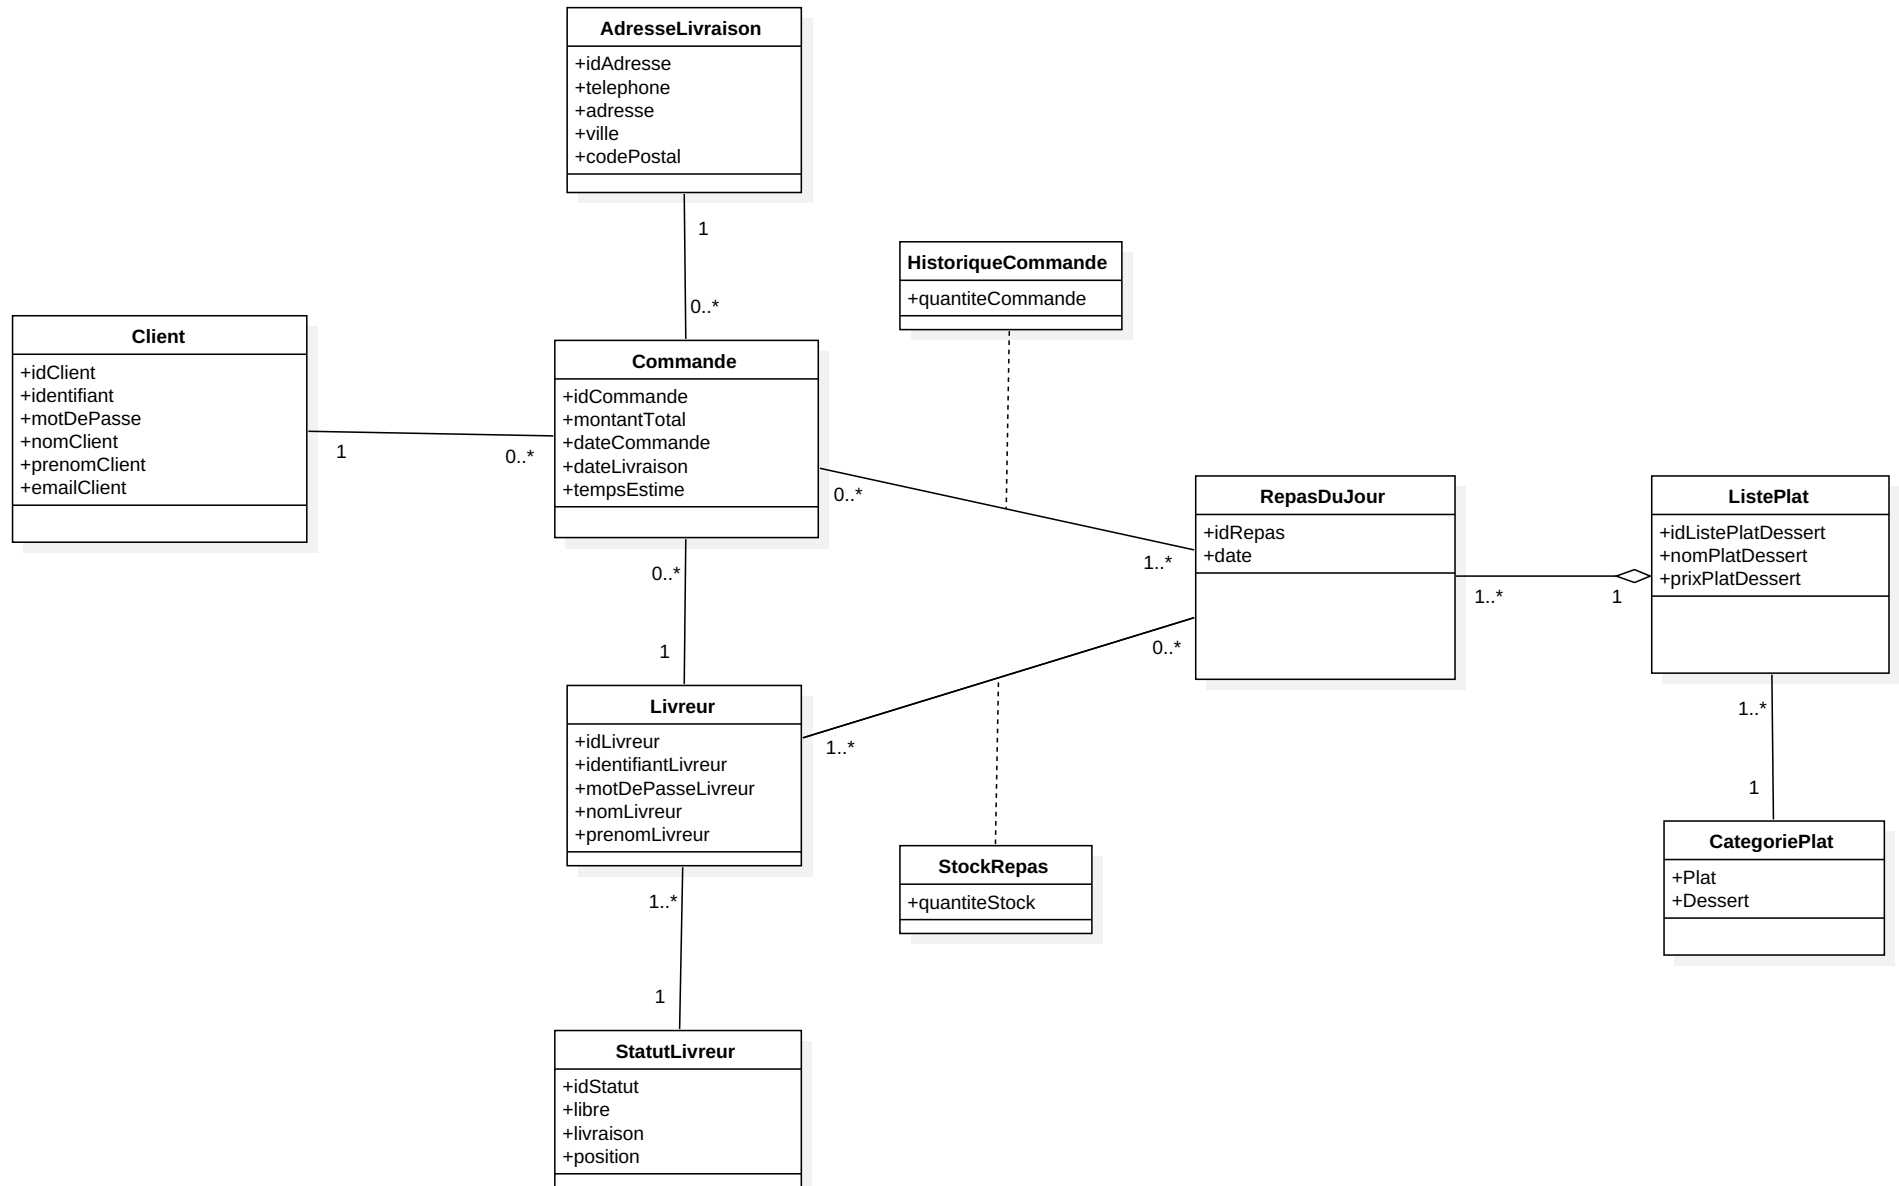 AdresseLivraison
+idAdresse
+telephone
+adresse
+ville
+codePostal
1
0..*
HistoriqueCommande
+quantiteCommande
Client
+idClient
+identifiant
+motDePasse
+nomClient
+prenomClient
+emailClient
1
0..*
Commande
+idCommande
+montantTotal
+dateCommande
+dateLivraison
+tempsEstime
0..*
1..*
0..*
1
RepasDuJour
+idRepas
+date
0..*
1..*
1..*
1
ListePlat
+idListePlatDessert
+nomPlatDessert
+prixPlatDessert
1..*
1
Livreur
+idLivreur
+identifiantLivreur
+motDePasseLivreur
+nomLivreur
+prenomLivreur
1..*
1
StockRepas
+quantiteStock
CategoriePlat
+Plat
+Dessert
StatutLivreur
+idStatut
+libre
+livraison
+position